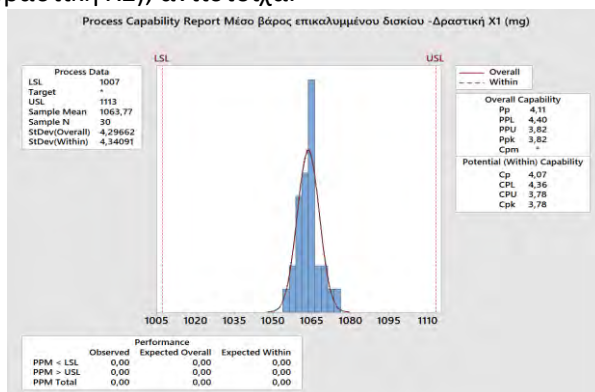 Process Capability Report Μέσο βάρος επικαλυμμένου δισκίου -Δραστική X1 (mg)
LSL
USL
Process Data
LSL 1007
Target *
USL 1113
Sample Mean 1063,77
Sample N 30
StDev(Overall) 4,29662
StDev(Within) 4,34091
Overall
Within
Overall Capability
Pp 4,11
PPL 4,40
PPU 3,82
Ppk 3,82
Cpm *
Potential (Within) Capability
Cp 4,07
CPL 4,36
CPU 3,78
Cpk 3,78
1005 1020 1035 1050 1065 1080 1095 1110
Performance
Observed Expected Overall Expected Within
PPM < LSL 0,00 0,00 0,00
PPM > USL 0,00 0,00 0,00
PPM Total 0,00 0,00 0,00